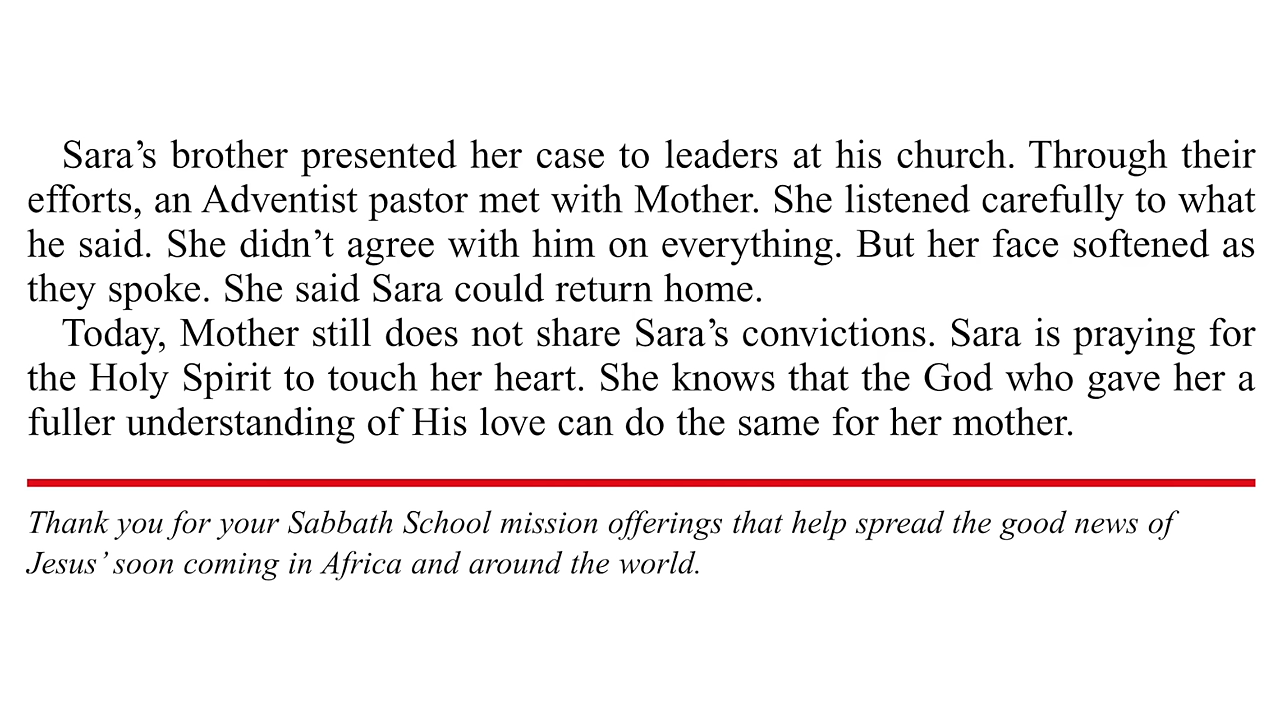 Sara’s brother presented her case to leaders at his church. Through their
efforts, an Adventist pastor met with Mother. She listened carefully to what
he said. She didn’t agree with him on everything. But her face softened as
they spoke. She said Sara could return home.
Today, Mother still does not share Sara’s convictions. Sara is praying for
the Holy Spirit to touch her heart. She knows that the God who gave her a
fuller understanding of His love can do the same for her mother.
Thank you for your Sabbath School mission offerings that help spread the good news of
Jesus’ soon coming in Africa and around the world.